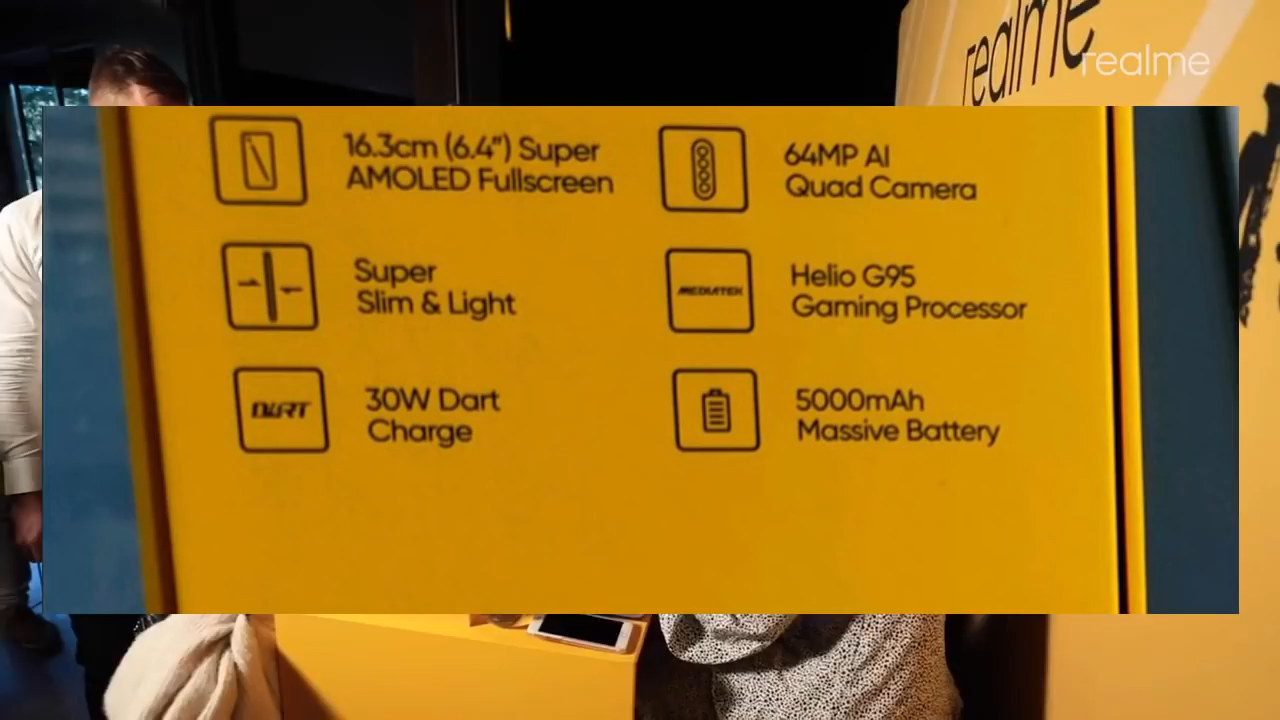 realme
realme
16.3cm (6.4") Super
AMOLED Fullscreen
64MP AI
Quad Camera
Super
Slim & Light
MEDIATEK
Helio G95
Gaming Processor
DART
30W Dart
Charge
5000mAh
Massive Battery